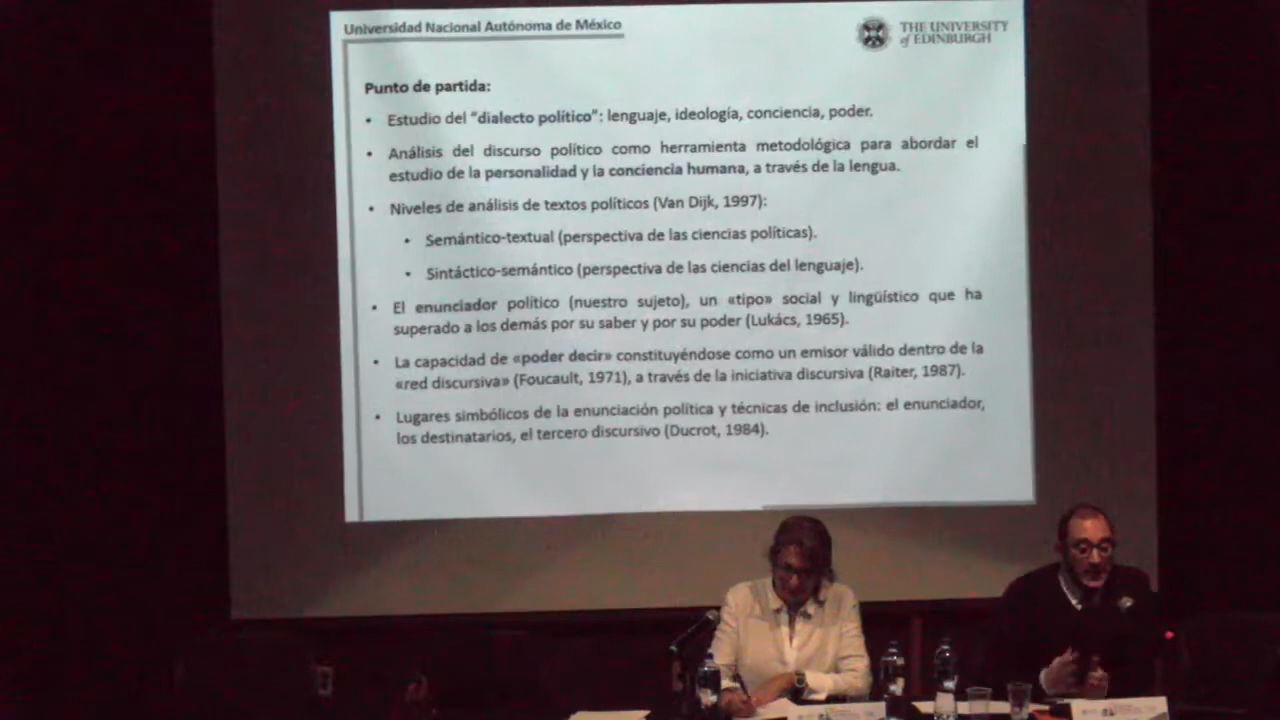 Universidad Nacional Autónoma de México
THE UNIVERSITY
of EDINBURGH
Punto de partida:
• Estudio del "dialecto político": lenguaje, ideología, conciencia, poder.
• Análisis del discurso político como herramienta metodológica para abordar el
estudio de la personalidad y la conciencia humana, a través de la lengua.
• Niveles de análisis de textos políticos (Van Dijk, 1997):
• Semántico-textual (perspectiva de las ciencias políticas).
• Sintáctico-semántico (perspectiva de las ciencias del lenguaje).
• El enunciador político (nuestro sujeto), un «tipo» social y lingüístico que ha
superado a los demás por su saber y por su poder (Lukács, 1965).
• La capacidad de «poder decir» constituyéndose como un emisor válido dentro de la
«red discursiva» (Foucault, 1971), a través de la iniciativa discursiva (Raiter, 1987).
• Lugares simbólicos de la enunciación política y técnicas de inclusión: el enunciador,
los destinatarios, el tercero discursivo (Ducrot, 1984).